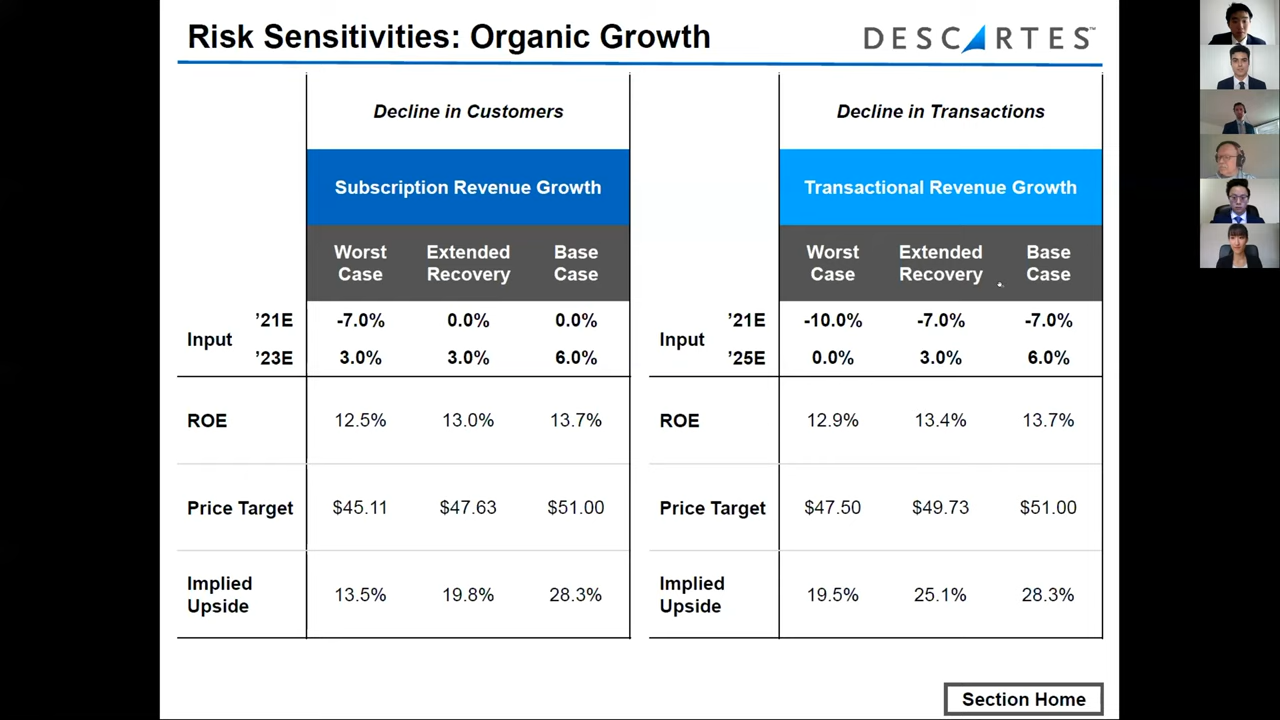 Risk Sensitivities: Organic Growth
DESCARTES™
Decline in Customers
Subscription Revenue Growth
Worst Case
Extended Recovery
Base Case
Input
’21E -7.0% 0.0% 0.0%
’23E 3.0% 3.0% 6.0%
ROE 12.5% 13.0% 13.7%
Price Target $45.11 $47.63 $51.00
Implied Upside 13.5% 19.8% 28.3%
Decline in Transactions
Transactional Revenue Growth
Worst Case
Extended Recovery
Base Case
Input
’21E -10.0% -7.0% -7.0%
’25E 0.0% 3.0% 6.0%
ROE 12.9% 13.4% 13.7%
Price Target $47.50 $49.73 $51.00
Implied Upside 19.5% 25.1% 28.3%
Section Home